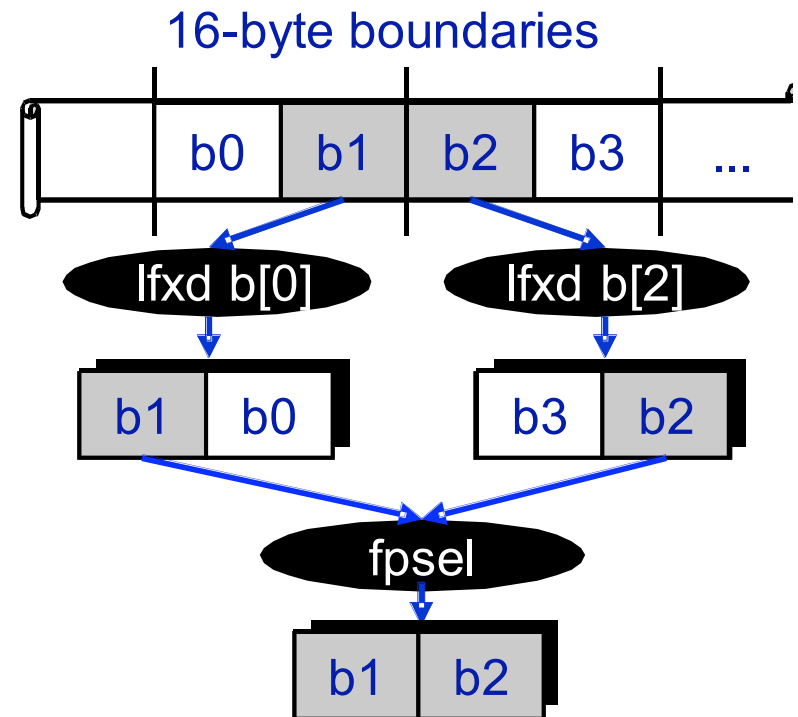 16-byte boundaries
b0 b1 b2 b3 ...
lfxd b[0] lfxd b[2]
b1 b0 b3 b2
fpsel
b1 b2